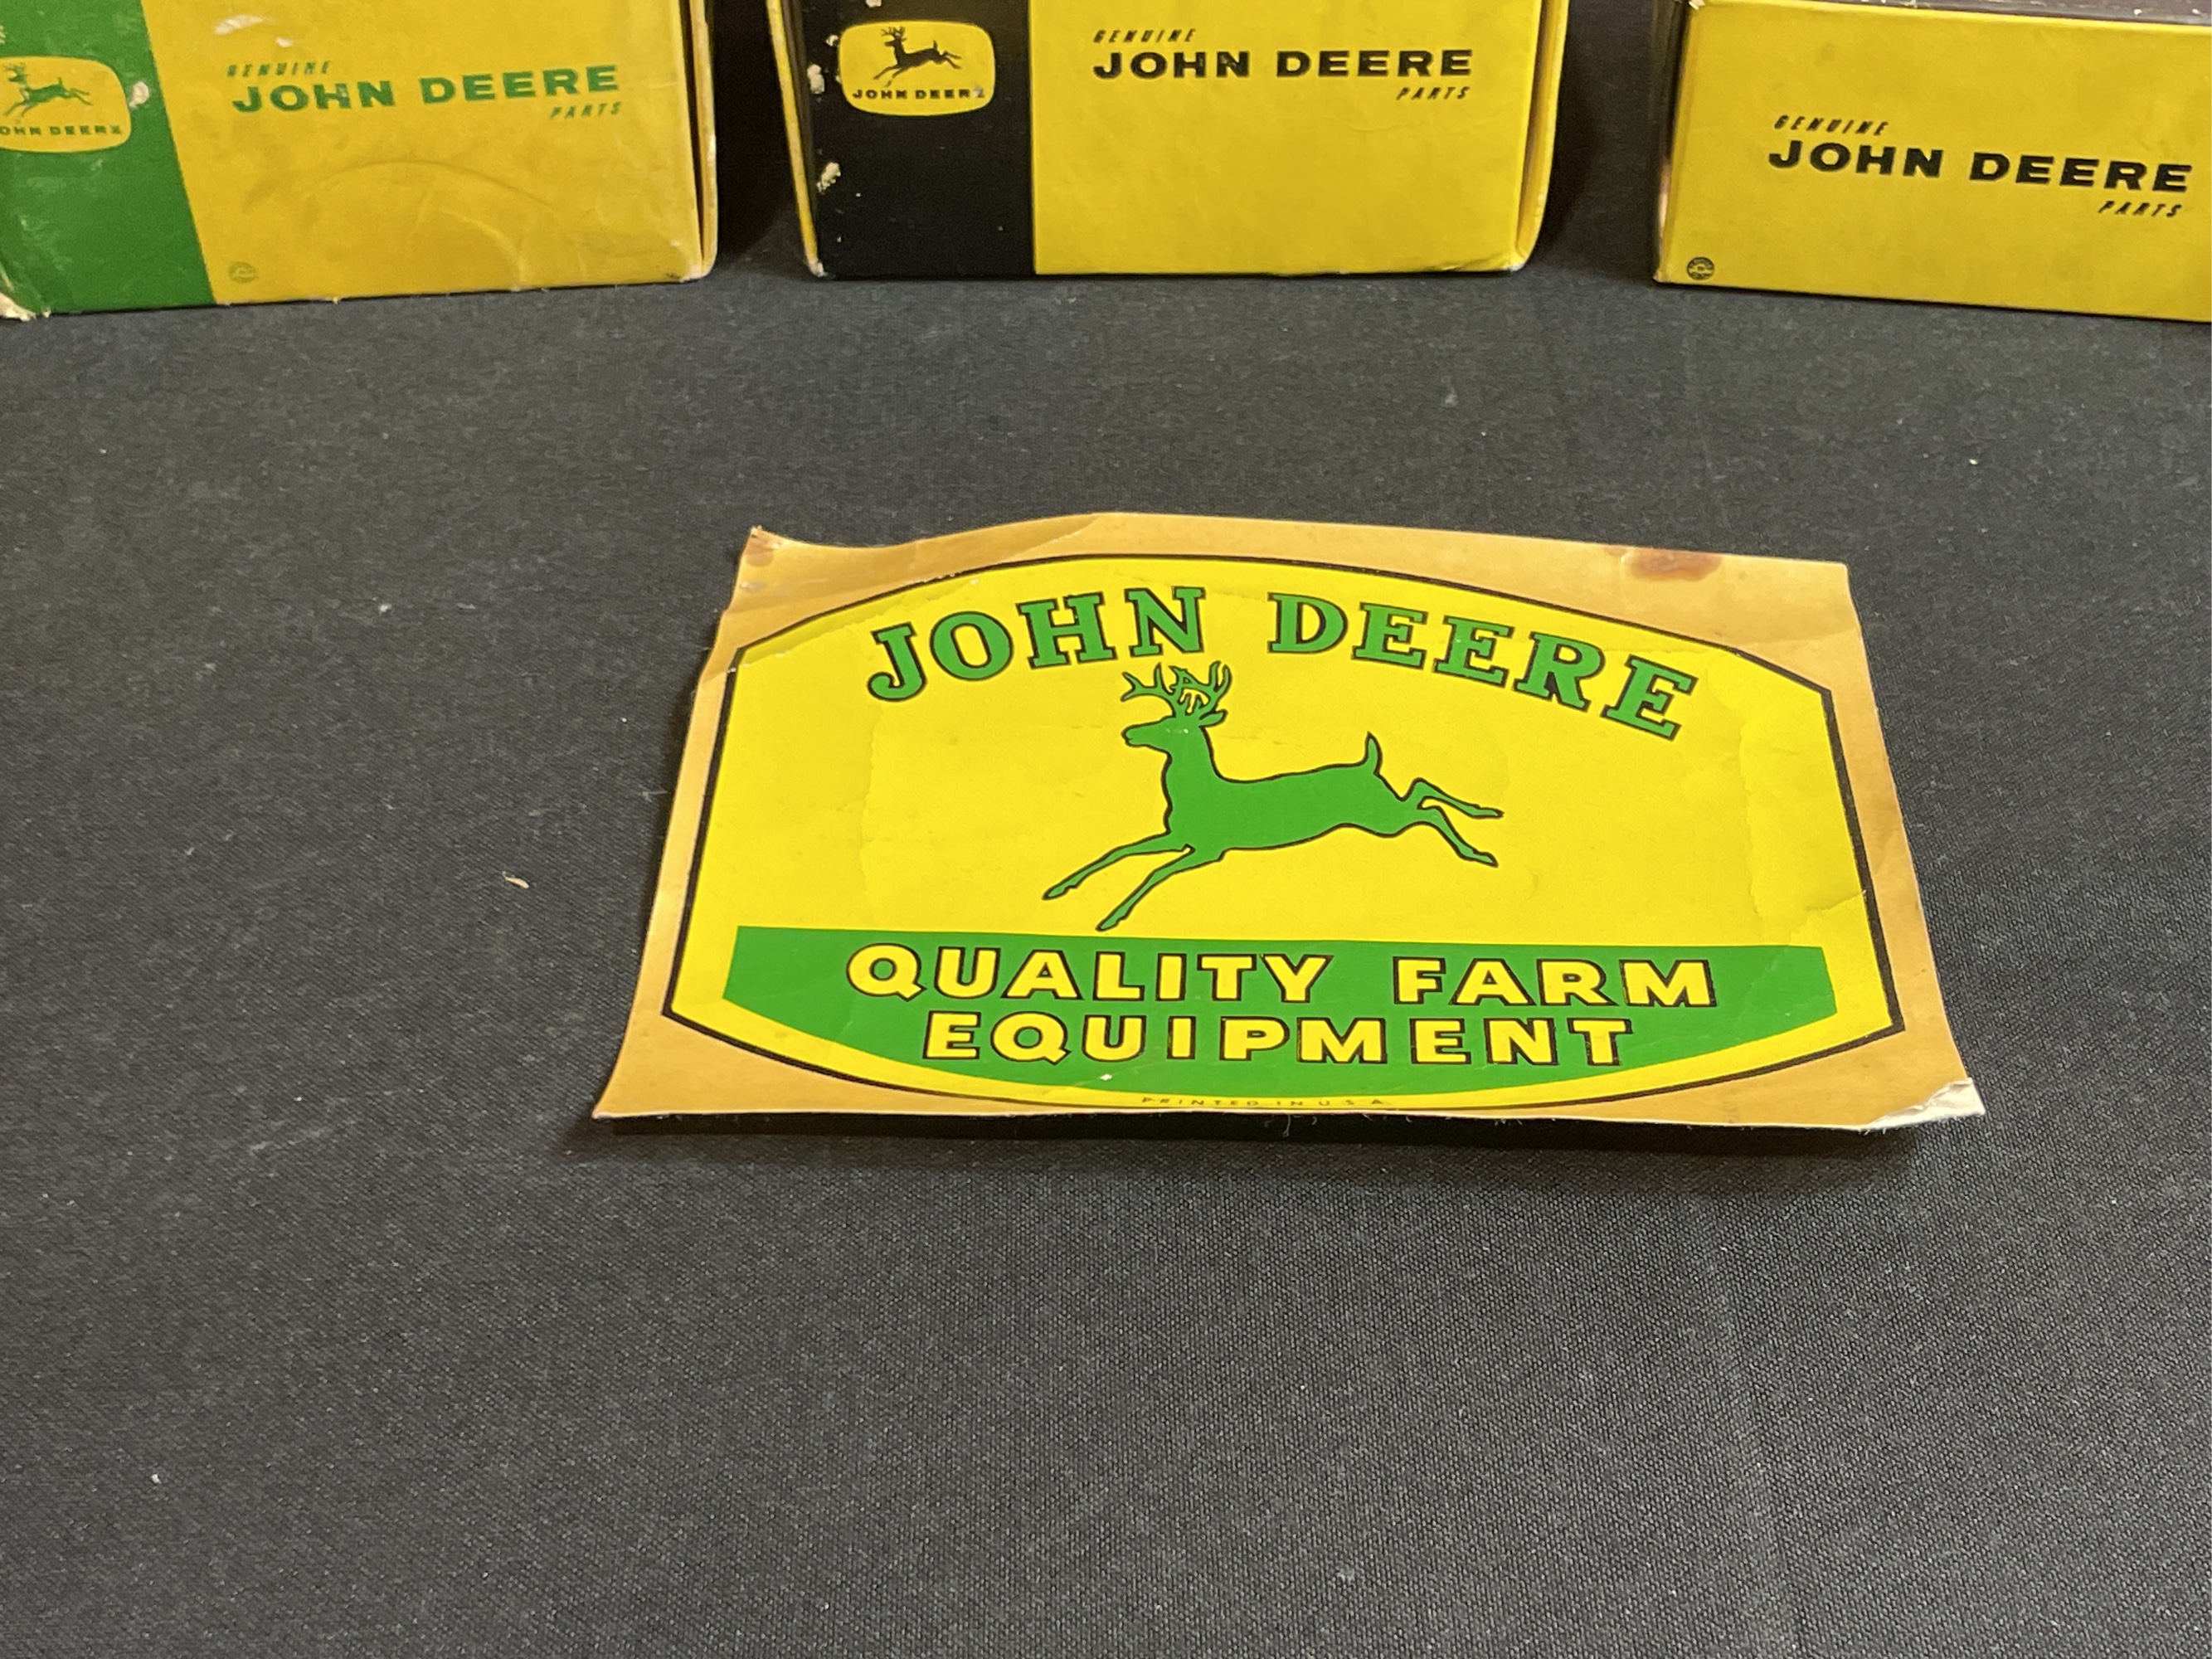 GENUINE
JOHN DEERE
PARTS
JOHN DEERE
GENUINE
JOHN DEERE
PARTS
JOHN DEERE
GENUINE
JOHN DEERE
PARTS
JOHN DEERE
QUALITY FARM
EQUIPMENT
PRINTED IN U.S.A.